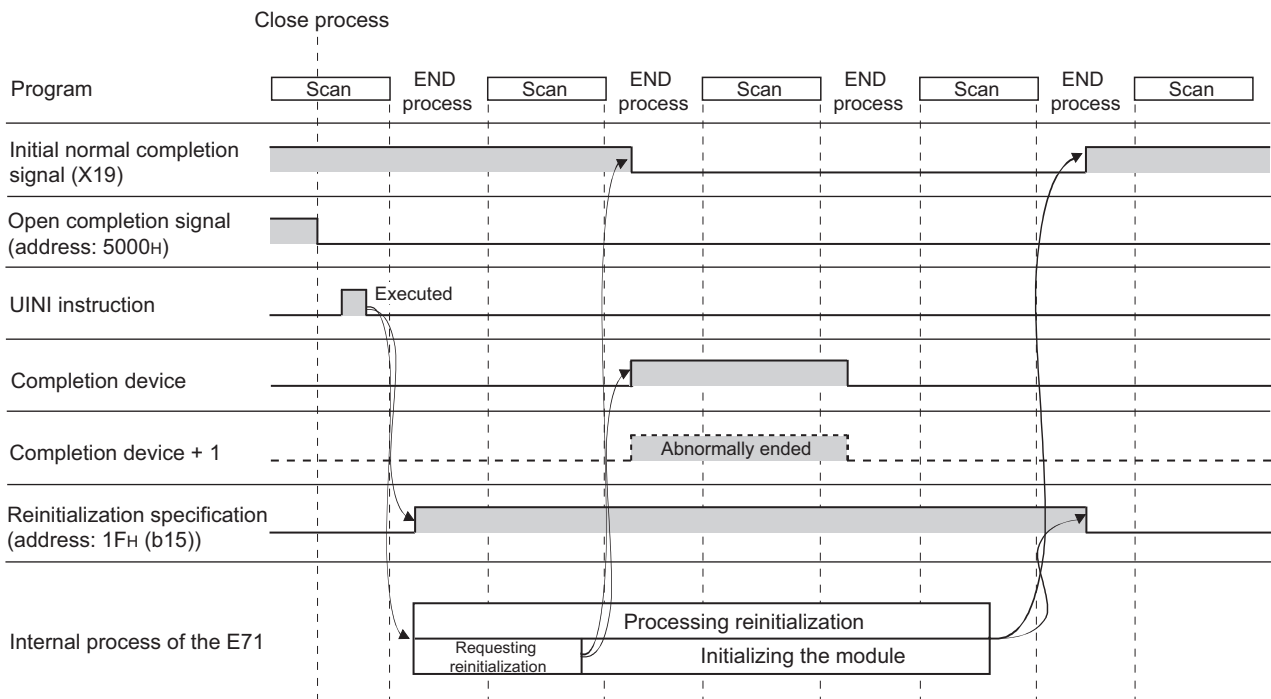 Close process
Program
Scan
END
process
Scan
END
process
Scan
END
process
Scan
END
process
Scan
Initial normal completion
signal (X19)
Open completion signal
(address: 5000H)
UINI instruction
Executed
Completion device
Completion device + 1
Abnormally ended
Reinitialization specification
(address: 1FH (b15))
Internal process of the E71
Processing reinitialization
Requesting
reinitialization
Initializing the module